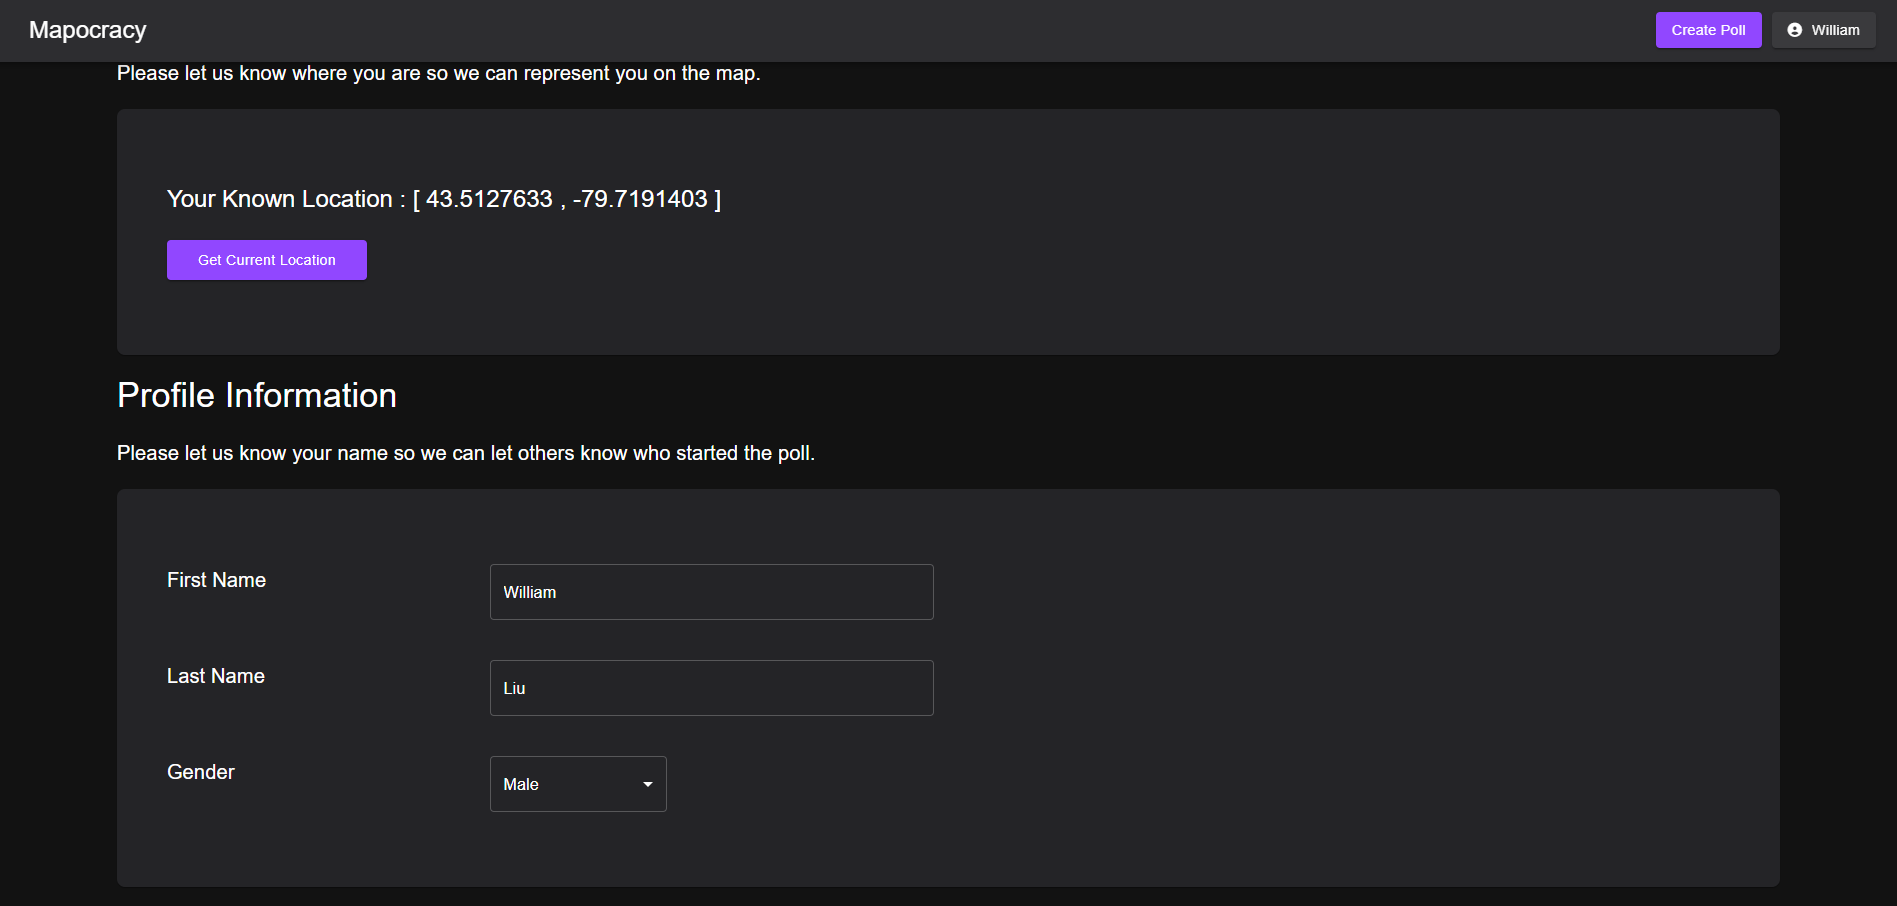 Mapocracy
Create Poll
William
Please let us know where you are so we can represent you on the map.
Your Known Location : [ 43.5127633 , -79.7191403 ]
Get Current Location
Profile Information
Please let us know your name so we can let others know who started the poll.
First Name
William
Last Name
Liu
Gender
Male